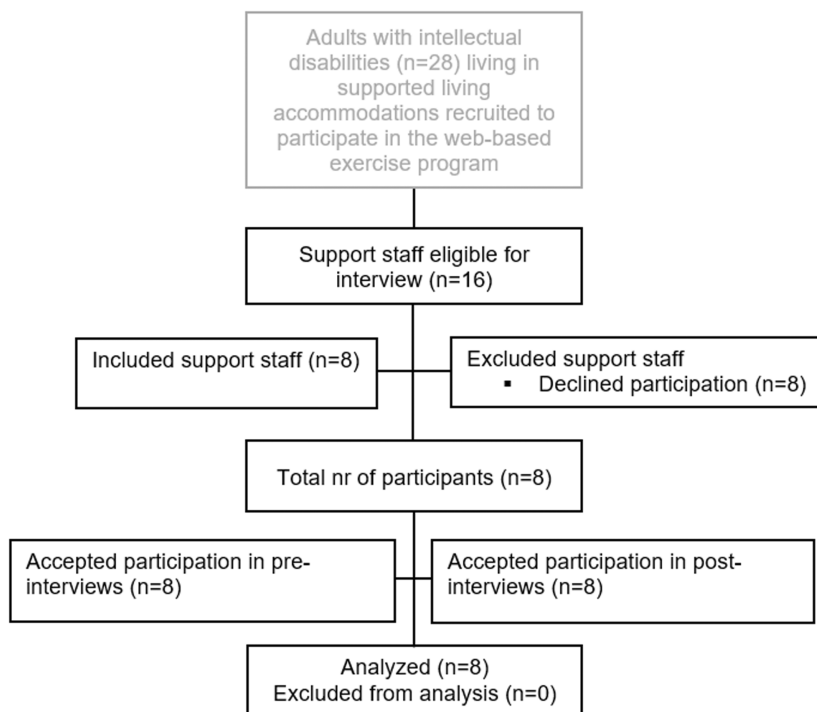 Adults with intellectual
disabilities (n=28) living in
supported living
accommodations recruited to
participate in the web-based
exercise program
Support staff eligible for
interview (n=16)
Included support staff (n=8)
Excluded support staff
▪ Declined participation (n=8)
Total nr of participants (n=8)
Accepted participation in pre-
interviews (n=8)
Accepted participation in post-
interviews (n=8)
Analyzed (n=8)
Excluded from analysis (n=0)